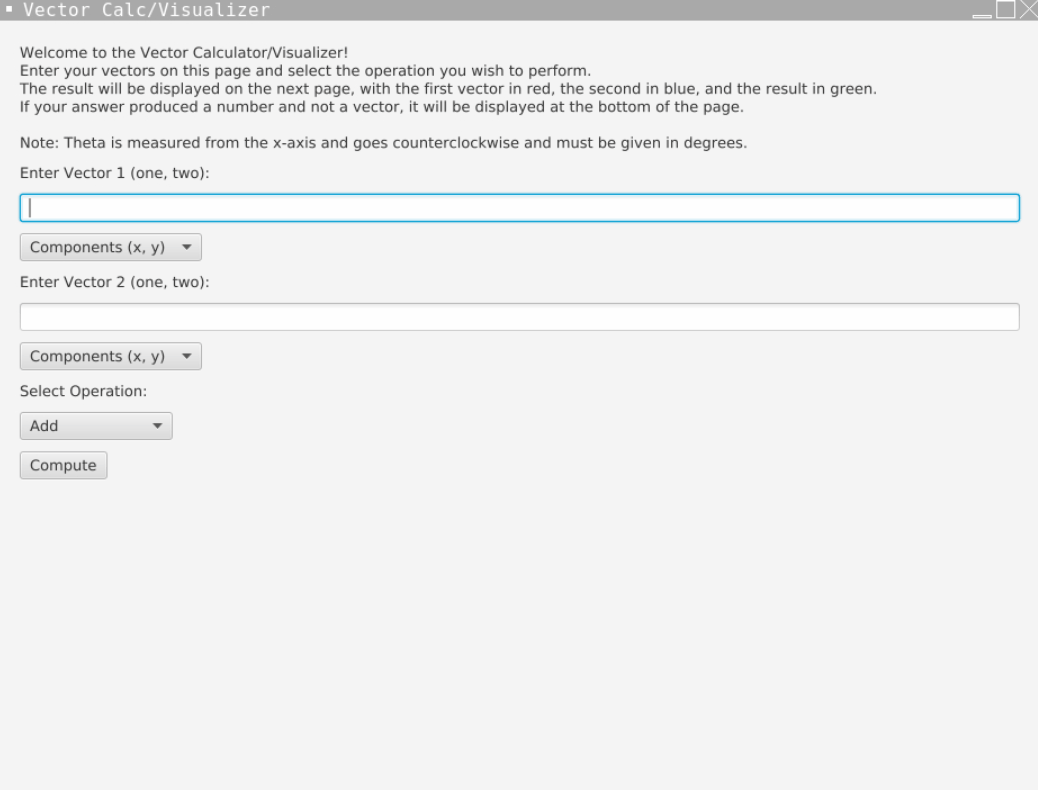 Vector Calc/Visualizer
Welcome to the Vector Calculator/Visualizer!
Enter your vectors on this page and select the operation you wish to perform.
The result will be displayed on the next page, with the first vector in red, the second in blue, and the result in green.
If your answer produced a number and not a vector, it will be displayed at the bottom of the page.
Note: Theta is measured from the x-axis and goes counterclockwise and must be given in degrees.
Enter Vector 1 (one, two):
Components (x, y)
Enter Vector 2 (one, two):
Components (x, y)
Select Operation:
Add
Compute